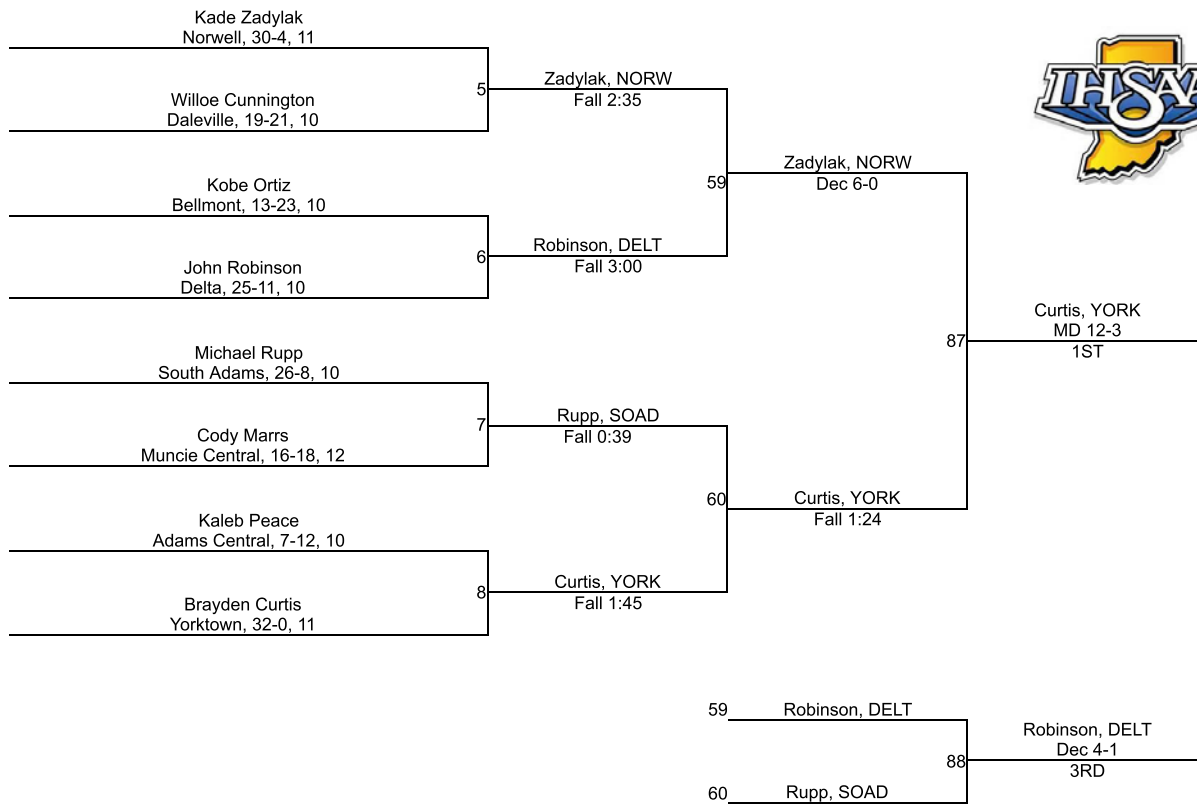 Kade Zadylak
Norwell, 30-4, 11
Willoe Cunnington
Daleville, 19-21, 10
5
Zadylak, NORW
Fall 2:35
Kobe Ortiz
Bellmont, 13-23, 10
John Robinson
Delta, 25-11, 10
6
Robinson, DELT
Fall 3:00
59
Zadylak, NORW
Dec 6-0
Michael Rupp
South Adams, 26-8, 10
Cody Marrs
Muncie Central, 16-18, 12
7
Rupp, SOAD
Fall 0:39
Kaleb Peace
Adams Central, 7-12, 10
Brayden Curtis
Yorktown, 32-0, 11
8
Curtis, YORK
Fall 1:45
60
Curtis, YORK
Fall 1:24
87
Curtis, YORK
MD 12-3
1ST
IHSAA
59
Robinson, DELT
60
Rupp, SOAD
88
Robinson, DELT
Dec 4-1
3RD